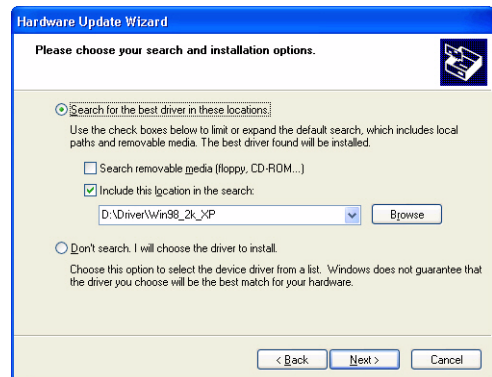 Hardware Update Wizard
Please choose your search and installation options.
Search for the best driver in these locations.
Use the check boxes below to limit or expand the default search, which includes local
paths and removable media. The best driver found will be installed.
Search removable media (floppy, CD-ROM...)
Include this location in the search:
D:\Driver\Win98_2k_XP
Browse
Don't search. I will choose the driver to install.
Choose this option to select the device driver from a list. Windows does not guarantee that
the driver you choose will be the best match for your hardware.
< Back Next > Cancel